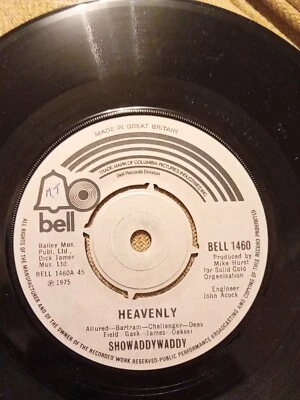 MADE IN GREAT BRITAIN
TRADE MARK OF COLUMBIA PICTURES INDUSTRIES, INC.
Bell Records Division
MT
bell
BELL 1460
Bailey Mus.
Publ. Ltd.
Dick James
Mus. Ltd.
BELL 1460A 45
℗ 1975
Produced by
Mike Hurst
for Solid Gold
Organisation
Engineer
John Acock
HEAVENLY
Allured-Bartram-Challenger-Deas
Field-Gask-James-Oakes)
SHOWADDYWADDY
ALL RIGHTS OF THE MANUFACTURER AND OF THE OWNER OF THE RECORDED WORK RESERVED-PUBLIC PERFORMANCE BROADCASTING AND COPYING OF THIS RECORD PROHIBITED